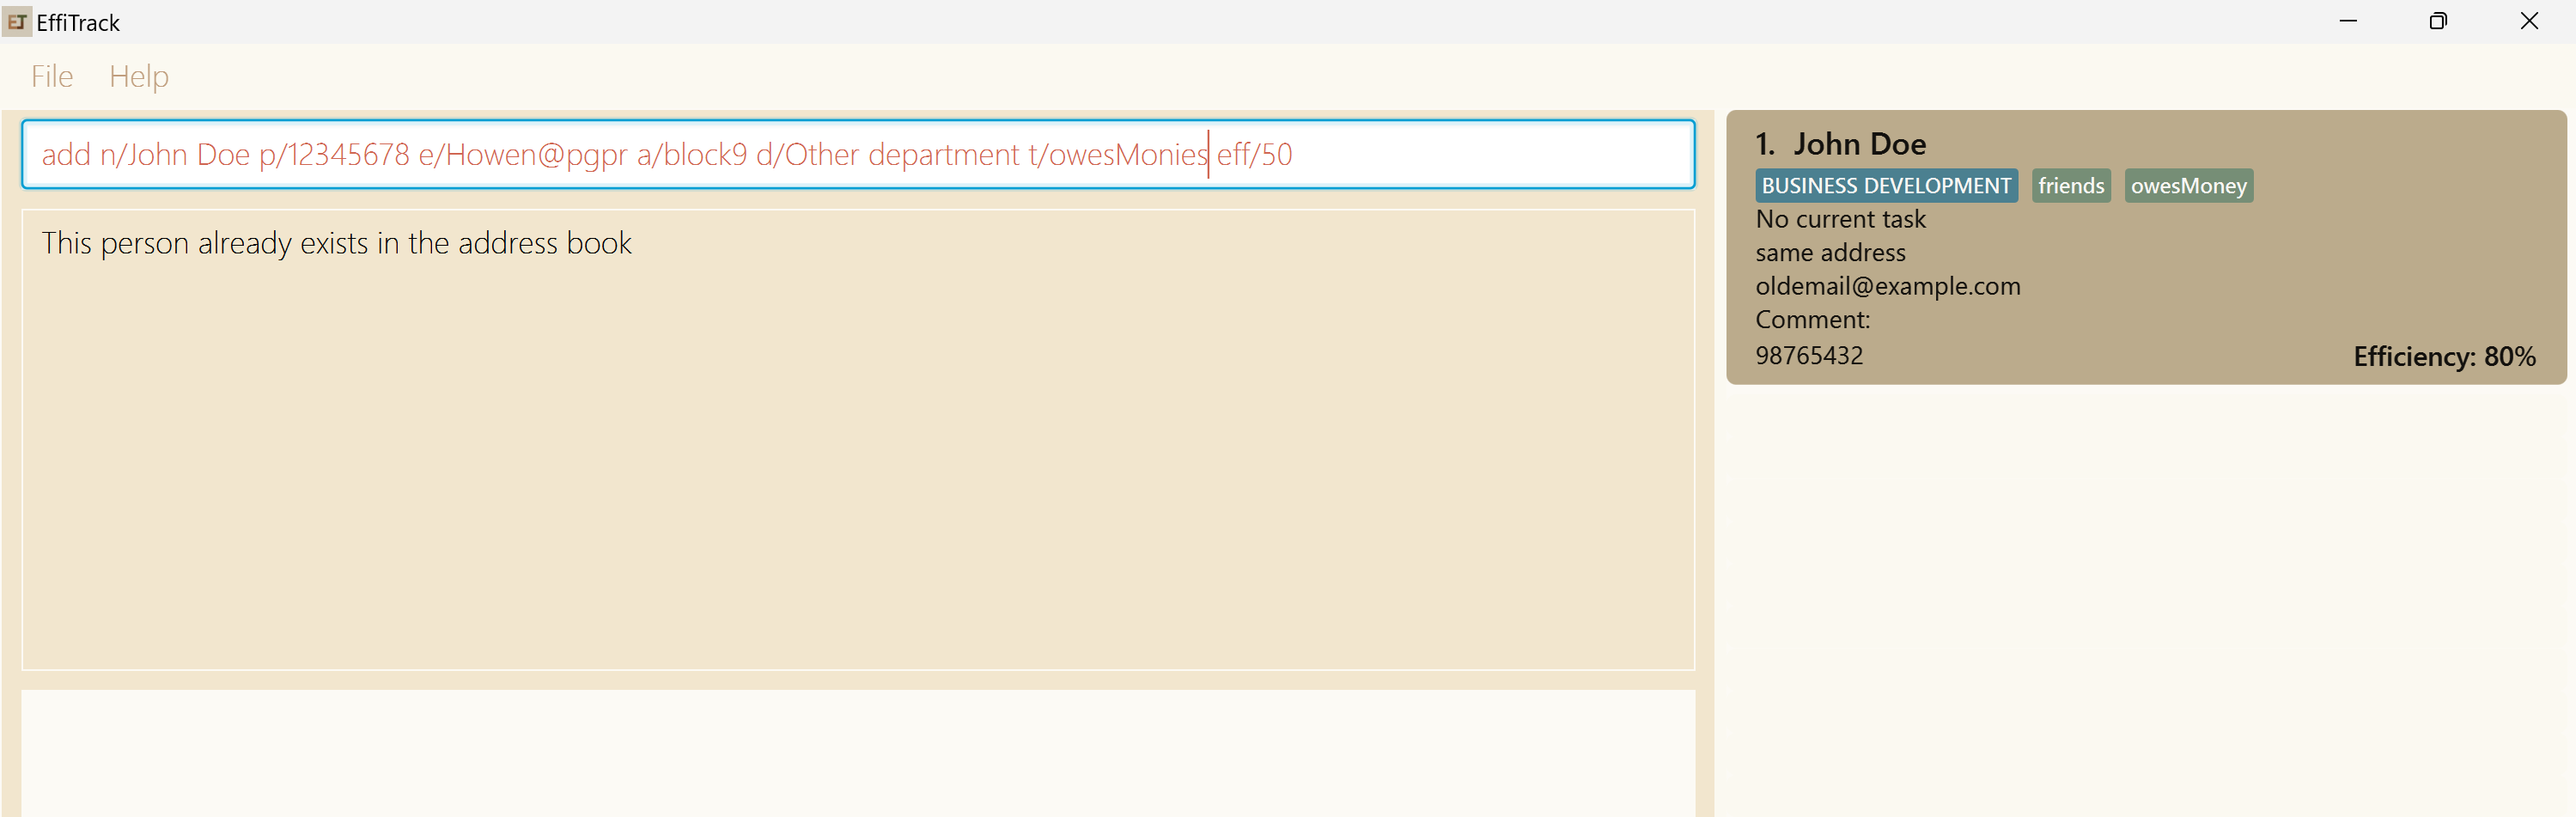 ET EffiTrack
File Help
add n/John Doe p/12345678 e/Howen@pgpr a/block9 d/Other department t/owesMonies eff/50
This person already exists in the address book
1. John Doe
BUSINESS DEVELOPMENT friends owesMoney
No current task
same address
oldemail@example.com
Comment:
98765432
Efficiency: 80%